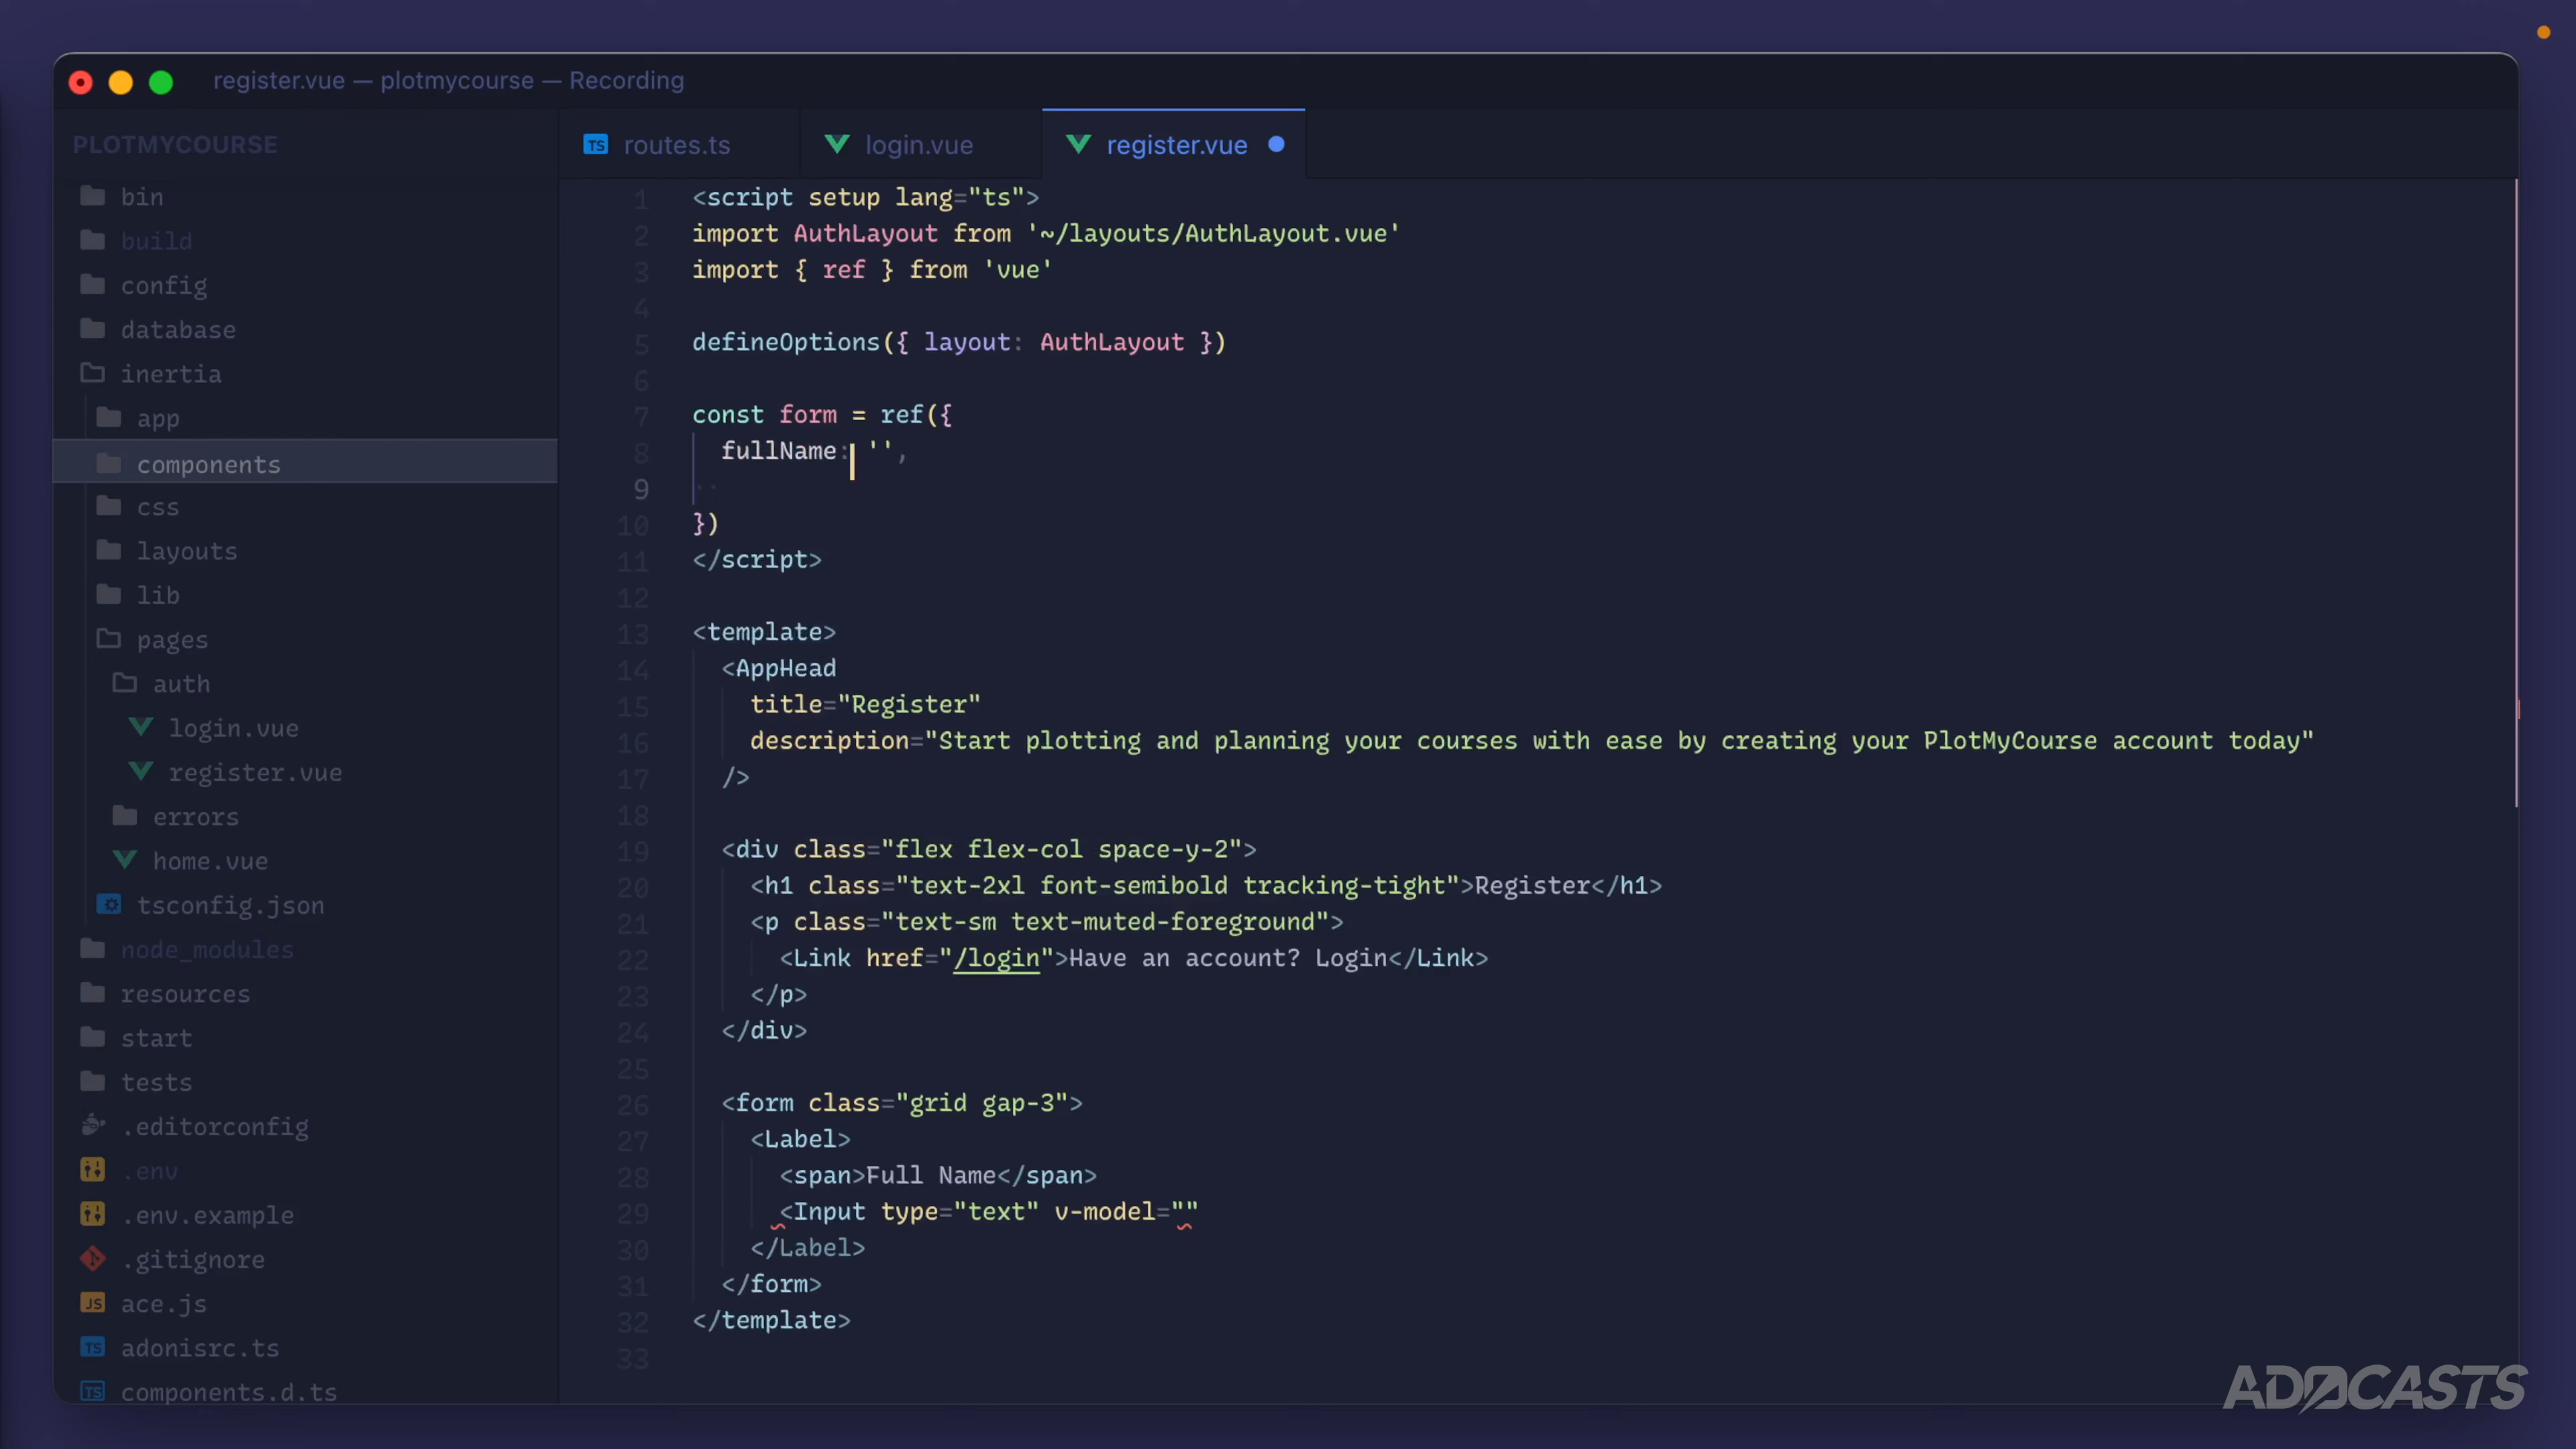 register.vue — plotmycourse — Recording
PLOTMYCOURSE
bin
build
config
database
inertia
app
components
css
layouts
lib
pages
auth
login.vue
register.vue
errors
home.vue
tsconfig.json
node_modules
resources
start
tests
.editorconfig
.env
.env.example
.gitignore
JS ace.js
TS adonisrc.ts
TS components.d.ts
TS routes.ts
login.vue
register.vue
1 <script setup lang="ts">
2 import AuthLayout from '~/layouts/AuthLayout.vue'
3 import { ref } from 'vue'
4
5 defineOptions({ layout: AuthLayout })
6
7 const form = ref({
8   fullName: '',
9
10 })
11 </script>
12
13 <template>
14   <AppHead
15     title="Register"
16     description="Start plotting and planning your courses with ease by creating your PlotMyCourse account today"
17   />
18
19   <div class="flex flex-col space-y-2">
20     <h1 class="text-2xl font-semibold tracking-tight">Register</h1>
21     <p class="text-sm text-muted-foreground">
22       <Link href="/login">Have an account? Login</Link>
23     </p>
24   </div>
25
26   <form class="grid gap-3">
27     <Label>
28       <span>Full Name</span>
29       <Input type="text" v-model=""
30     </Label>
31   </form>
32 </template>
33
ADOCASTS